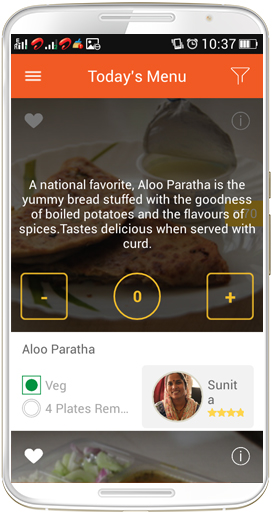 10:37
Today's Menu
A national favorite, Aloo Paratha is the
yummy bread stuffed with the goodness
of boiled potatoes and the flavours of
spices.Tastes delicious when served with
curd.
70
- 0 +
Aloo Paratha
Veg
Sunit
a
4 Plates Rem...